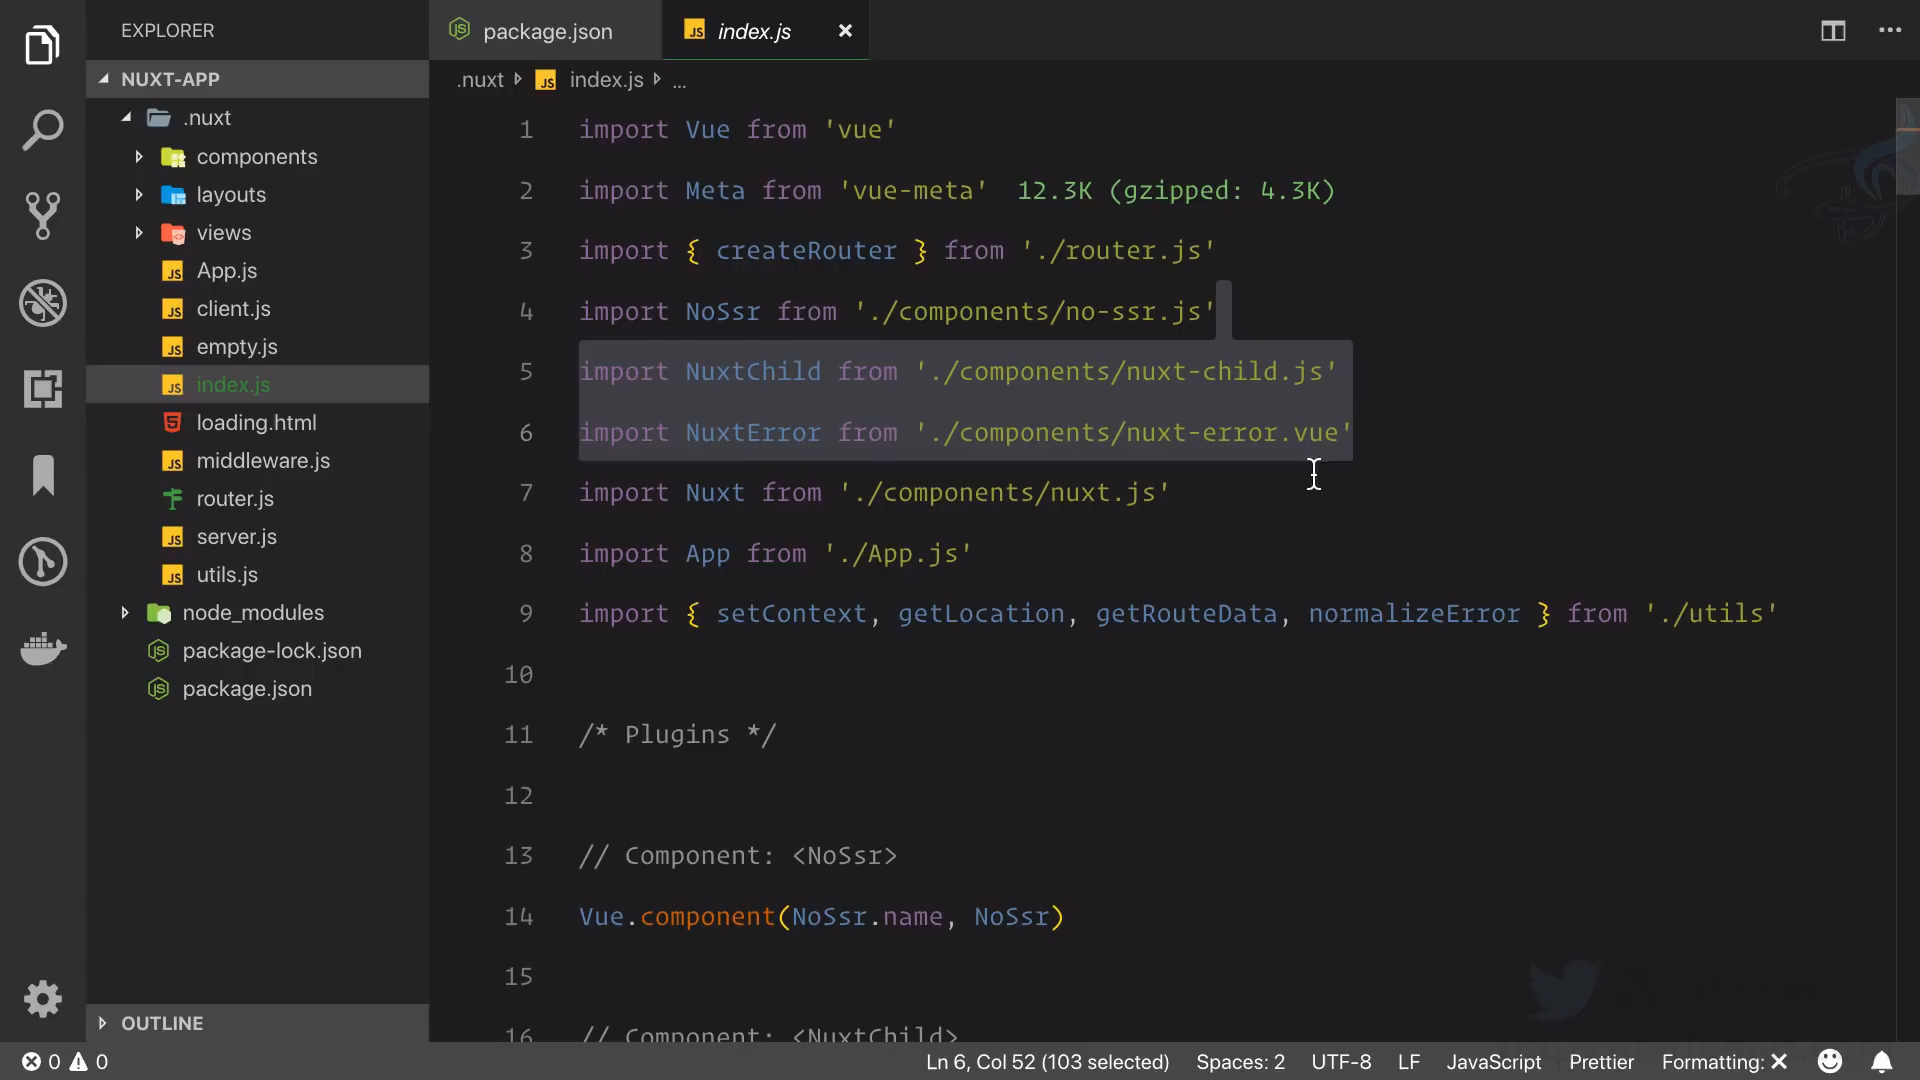 EXPLORER
NUXT-APP
.nuxt
components
layouts
views
App.js
client.js
empty.js
index.js
loading.html
middleware.js
router.js
server.js
utils.js
node_modules
package-lock.json
package.json
OUTLINE
package.json
index.js
.nuxt index.js ...
1 import Vue from 'vue'
2 import Meta from 'vue-meta' 12.3K (gzipped: 4.3K)
3 import { createRouter } from './router.js'
4 import NoSsr from './components/no-ssr.js'
5 import NuxtChild from './components/nuxt-child.js'
6 import NuxtError from './components/nuxt-error.vue'
7 import Nuxt from './components/nuxt.js'
8 import App from './App.js'
9 import { setContext, getLocation, getRouteData, normalizeError } from './utils'
10
11 /* Plugins */
12
13 // Component: <NoSsr>
14 Vue.component(NoSsr.name, NoSsr)
15
16 // Component: <NuxtChild>
0 0 Ln 6, Col 52 (103 selected) Spaces: 2 UTF-8 LF JavaScript Prettier Formatting: ✕